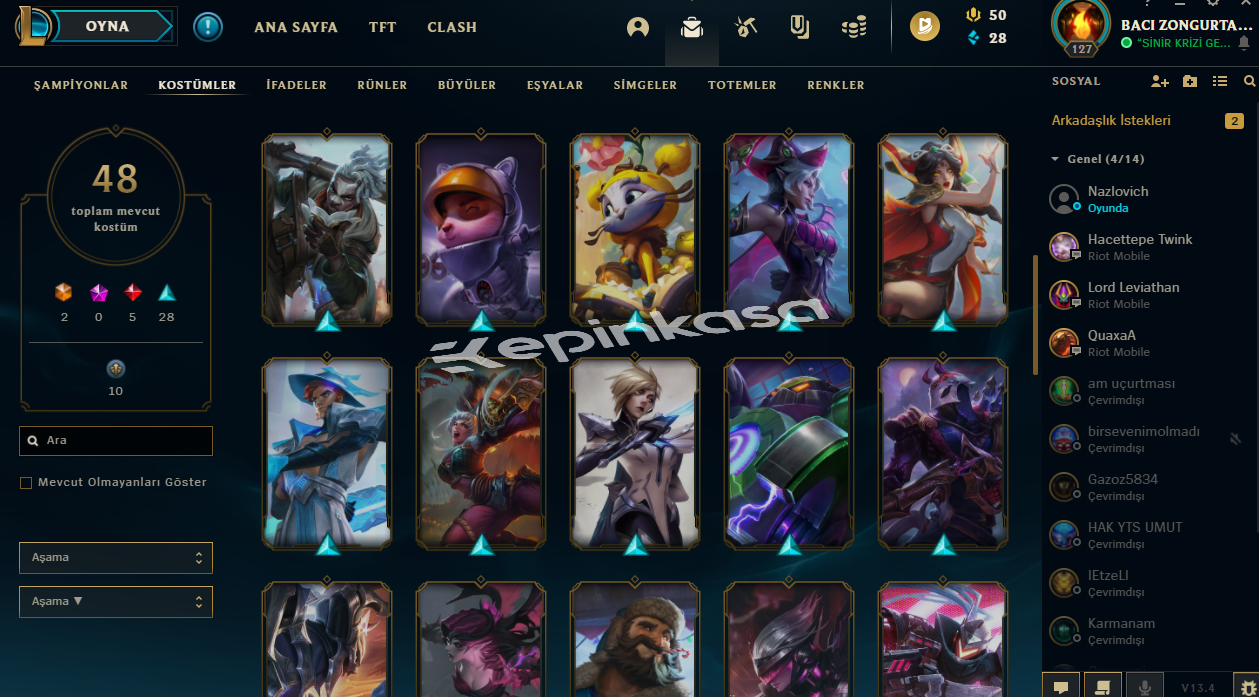 OYNA
ANA SAYFA
TFT
CLASH
50
28
127
BACI ZONGURTA...
"SİNİR KRİZİ GE...
ŞAMPİYONLAR
KOSTÜMLER
İFADELER
RÜNLER
BÜYÜLER
EŞYALAR
SİMGELER
TOTEMLER
RENKLER
48
toplam mevcut
kostüm
2
0
5
28
10
Ara
Mevcut Olmayanları Göster
Aşama
Aşama ▼
epinkasa
SOSYAL
Arkadaşlık İstekleri
2
Genel (4/14)
Nazlovich
Oyunda
Hacettepe Twink
Riot Mobile
Lord Leviathan
Riot Mobile
QuaxaA
Riot Mobile
am uçurtması
Çevrimdışı
birsevenimolmadı
Çevrimdışı
Gazoz5834
Çevrimdışı
HAK YTS UMUT
Çevrimdışı
lEtzeLl
Çevrimdışı
Karmanam
Çevrimdışı
V13.4